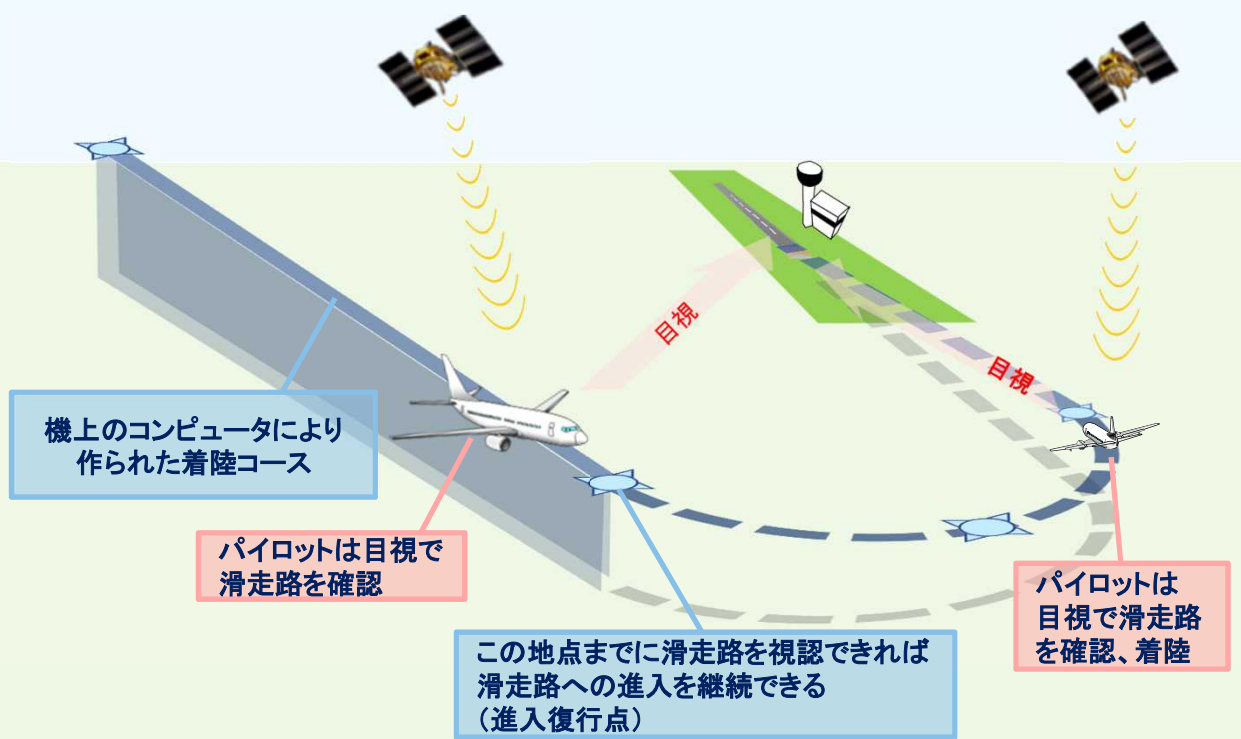 目視
目視
機上のコンピュータにより
作られた着陸コース
パイロットは目視で
滑走路を確認
この地点までに滑走路を視認できれば
滑走路への進入を継続できる
（進入復行点）
パイロットは
目視で滑走路
を確認、着陸